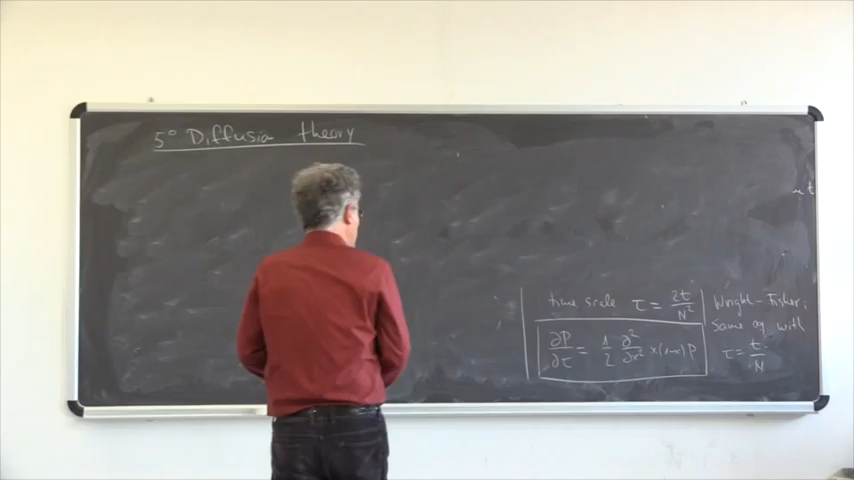 5° Diffusion theory
time scale τ = 2t/N²
∂P/∂τ = 1/2 ∂²/∂x² x(1-x) P
Wright-Fisher:
same eq with
τ = t/N
t